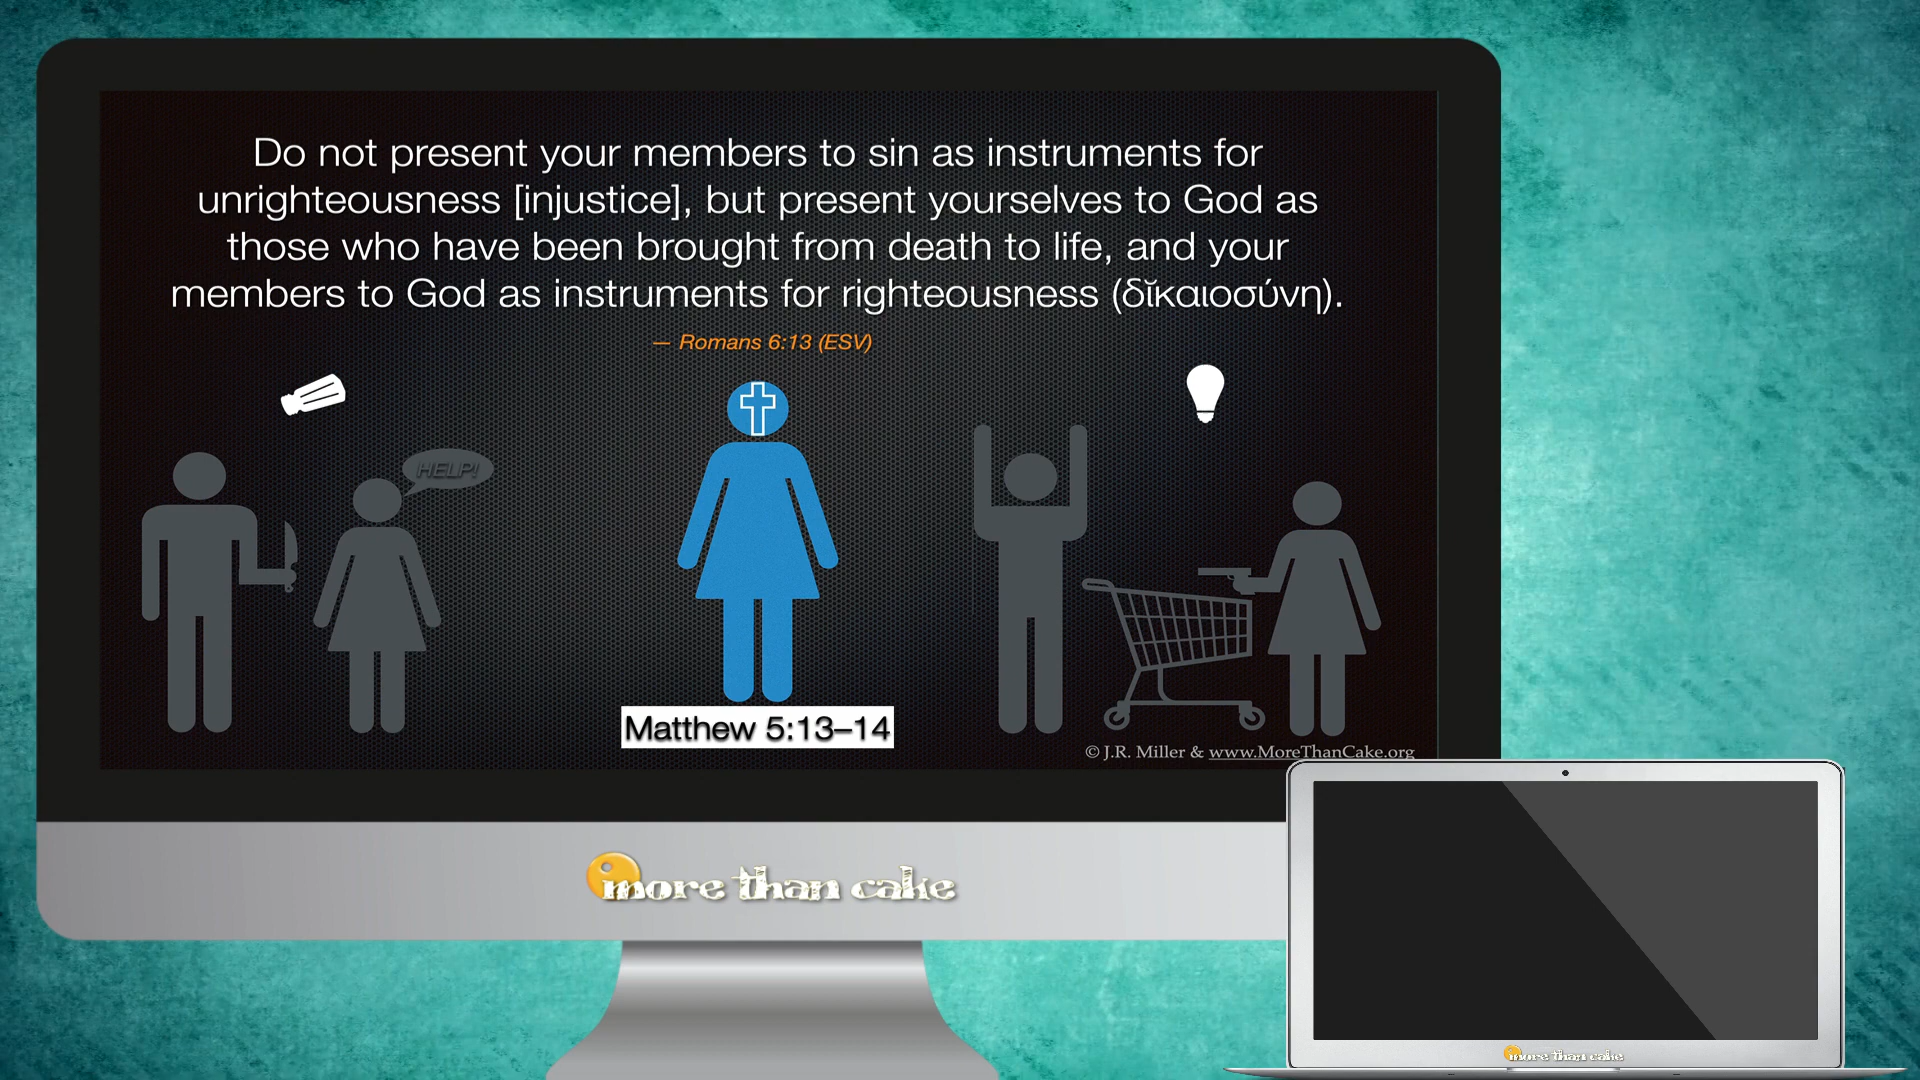 Do not present your members to sin as instruments for
unrighteousness [injustice], but present yourselves to God as
those who have been brought from death to life, and your
members to God as instruments for righteousness (δῐκαιοσύνη).
— Romans 6:13 (ESV)
HELP!
Matthew 5:13–14
© J.R. Miller & www.MoreThanCake.org
more than cake
more than cake